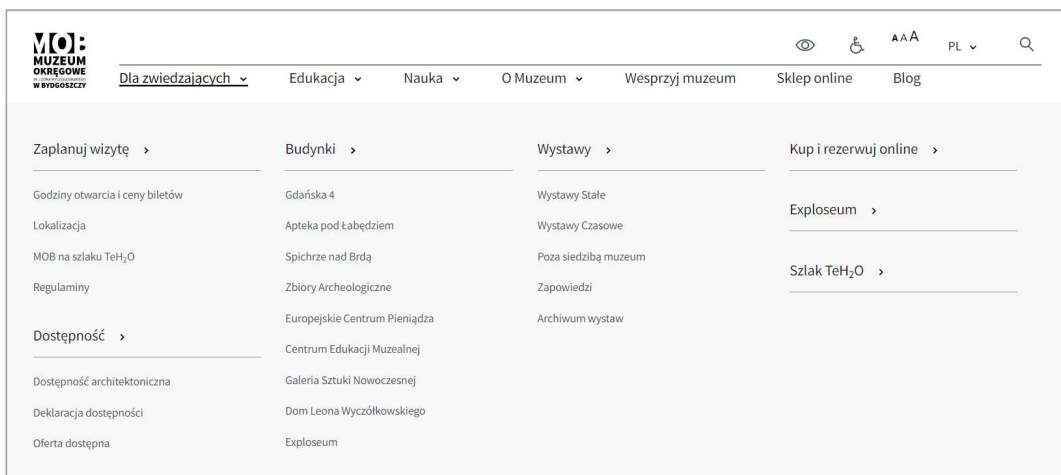 MOB
MUZEUM
OKRĘGOWE
IM. LEONA WYCZÓŁKOWSKIEGO
W BYDGOSZCZY
A A A
PL
Dla zwiedzających
Edukacja
Nauka
O Muzeum
Wesprzyj muzeum
Sklep online
Blog
Zaplanuj wizytę
Godziny otwarcia i ceny biletów
Lokalizacja
MOB na szlaku TeH₂O
Regulaminy
Dostępność
Dostępność architektoniczna
Deklaracja dostępności
Oferta dostępna
Budynki
Gdańska 4
Apteka pod Łabędziem
Spichrze nad Brdą
Zbiory Archeologiczne
Europejskie Centrum Pieniądza
Centrum Edukacji Muzealnej
Galeria Sztuki Nowoczesnej
Dom Leona Wyczółkowskiego
Exploseum
Wystawy
Wystawy Stałe
Wystawy Czasowe
Poza siedzibą muzeum
Zapowiedzi
Archiwum wystaw
Kup i rezerwuj online
Exploseum
Szlak TeH₂O